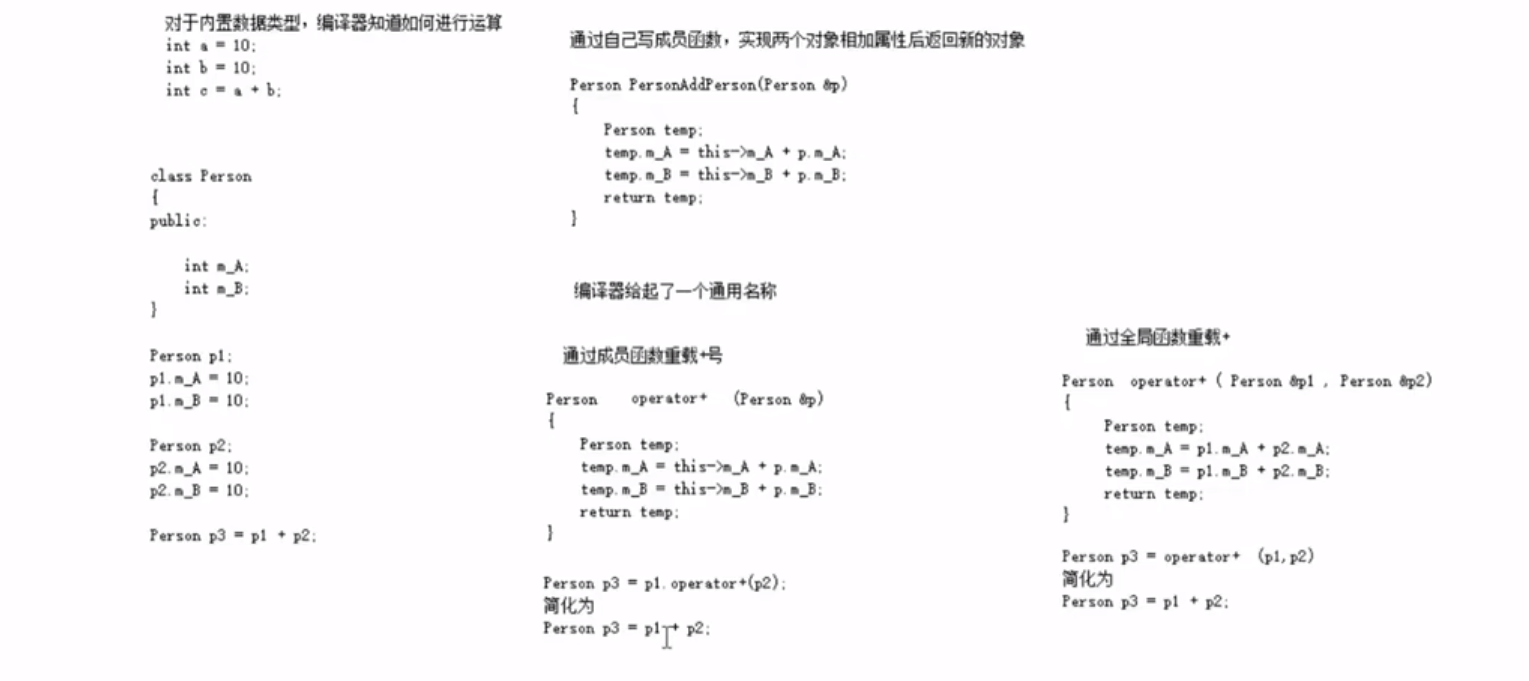 对于内置数据类型，编译器知道如何进行运算
int a = 10;
int b = 10;
int c = a + b;
class Person
{
public:
int m_A;
int m_B;
}
Person p1;
p1.m_A = 10;
p1.m_B = 10;
Person p2;
p2.m_A = 10;
p2.m_B = 10;
Person p3 = p1 + p2;
通过自己写成员函数，实现两个对象相加属性后返回新的对象
Person PersonAddPerson(Person &p)
{
Person temp;
temp.m_A = this->m_A + p.m_A;
temp.m_B = this->m_B + p.m_B;
return temp;
}
编译器给起了一个通用名称
通过成员函数重载+号
Person operator+ (Person &p)
{
Person temp;
temp.m_A = this->m_A + p.m_A;
temp.m_B = this->m_B + p.m_B;
return temp;
}
Person p3 = p1.operator+(p2);
简化为
Person p3 = p1 + p2;
通过全局函数重载+
Person operator+ ( Person &p1 , Person &p2)
{
Person temp;
temp.m_A = p1.m_A + p2.m_A;
temp.m_B = p1.m_B + p2.m_B;
return temp;
}
Person p3 = operator+ (p1,p2)
简化为
Person p3 = p1 + p2;